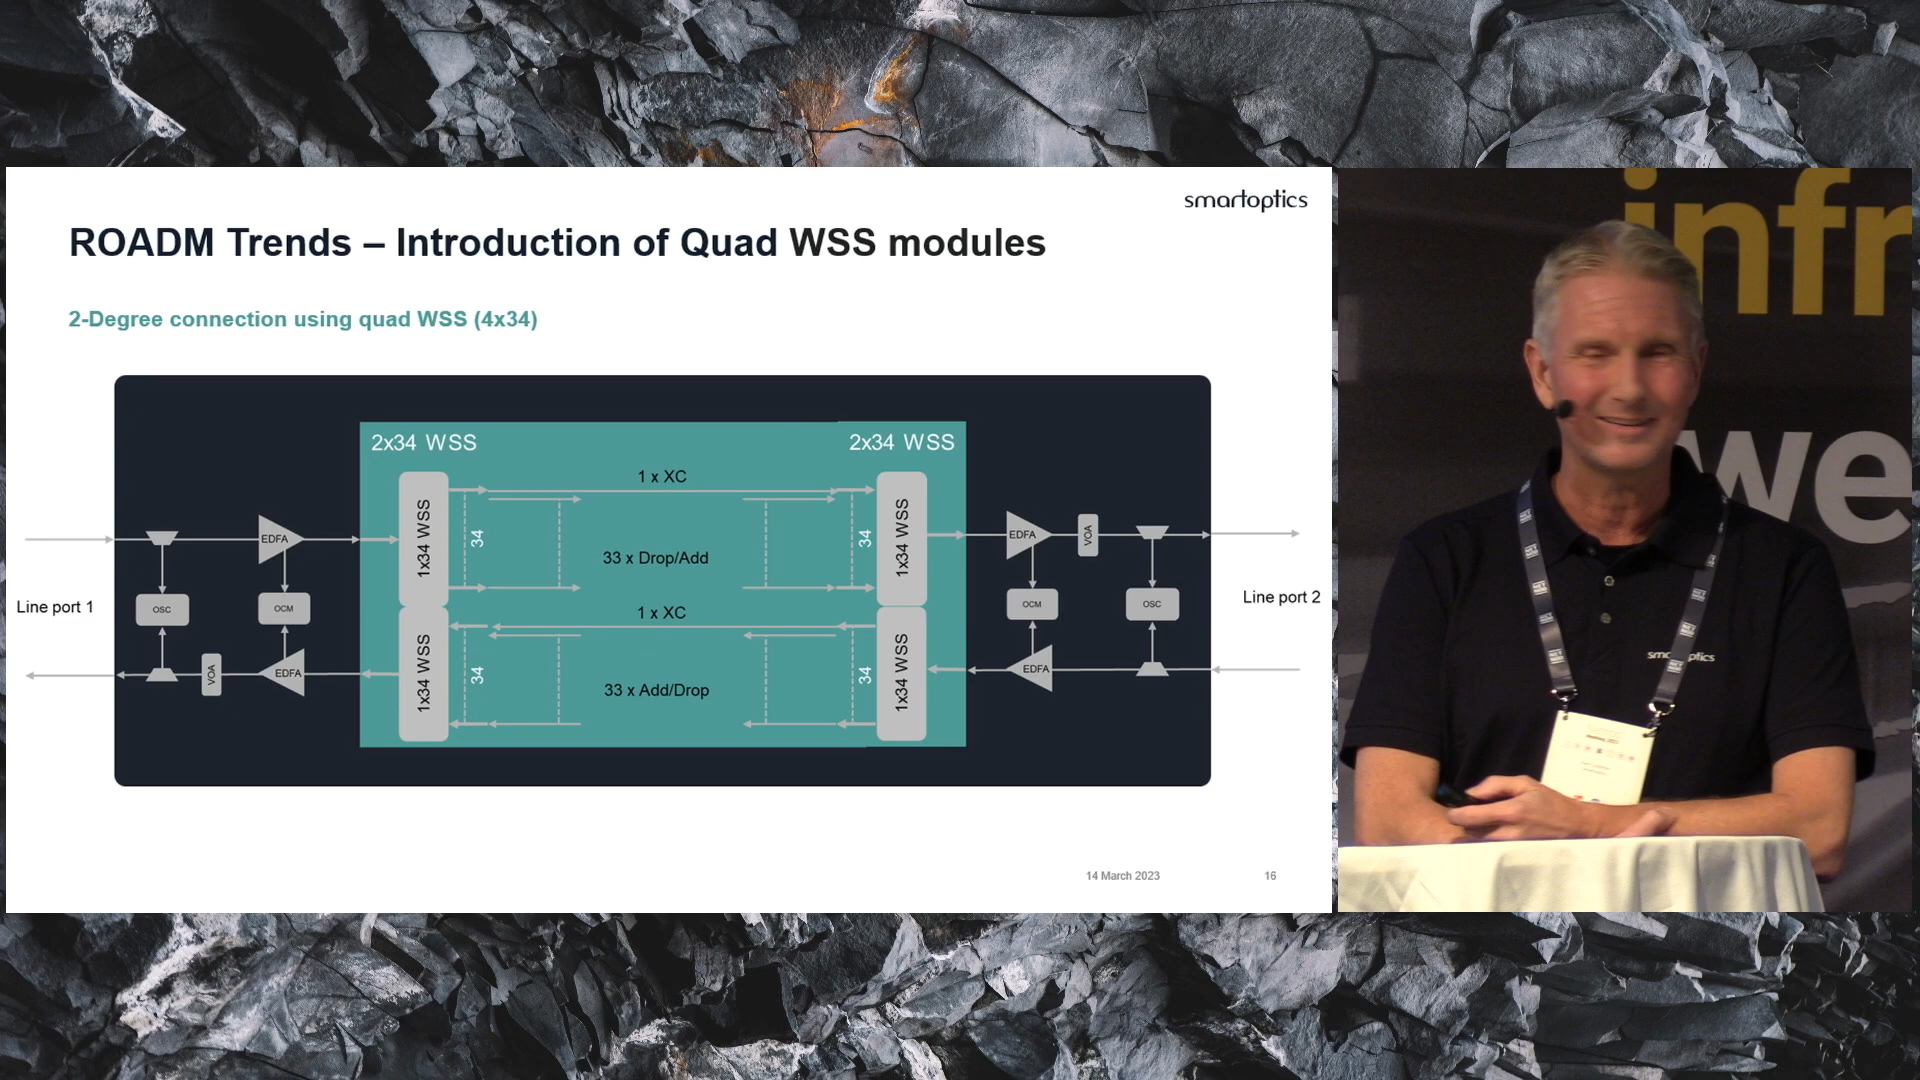 smartoptics
ROADM Trends – Introduction of Quad WSS modules
2-Degree connection using quad WSS (4x34)
2x34 WSS
2x34 WSS
1 x XC
1x34 WSS
34
33 x Drop/Add
34
1x34 WSS
EDFA
EDFA
VOA
Line port 1
OSC
OCM
OCM
OSC
Line port 2
1 x XC
1x34 WSS
34
33 x Add/Drop
34
1x34 WSS
VOA
EDFA
EDFA
14 March 2023
16
infr
we